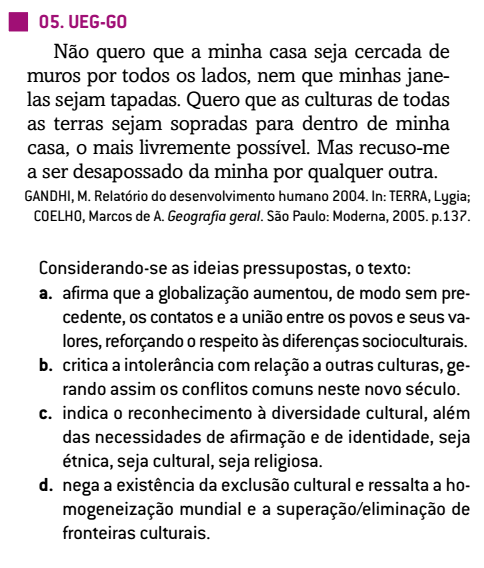 05. UEG-GO
Não quero que a minha casa seja cercada de
muros por todos os lados, nem que minhas jane-
las sejam tapadas. Quero que as culturas de todas
as terras sejam sopradas para dentro de minha
casa, o mais livremente possível. Mas recuso-me
a ser desapossado da minha por qualquer outra.
GANDHI, M. Relatório do desenvolvimento humano 2004. In: TERRA, Lygia;
COELHO, Marcos de A. Geografia geral. São Paulo: Moderna, 2005. p.137.
Considerando-se as ideias pressupostas, o texto:
a. afirma que a globalização aumentou, de modo sem pre-
cedente, os contatos e a união entre os povos e seus va-
lores, reforçando o respeito às diferenças socioculturais.
b. critica a intolerância com relação a outras culturas, ge-
rando assim os conflitos comuns neste novo século.
c. indica o reconhecimento à diversidade cultural, além
das necessidades de afirmação e de identidade, seja
étnica, seja cultural, seja religiosa.
d. nega a existência da exclusão cultural e ressalta a ho-
mogeneização mundial e a superação/eliminação de
fronteiras culturais.